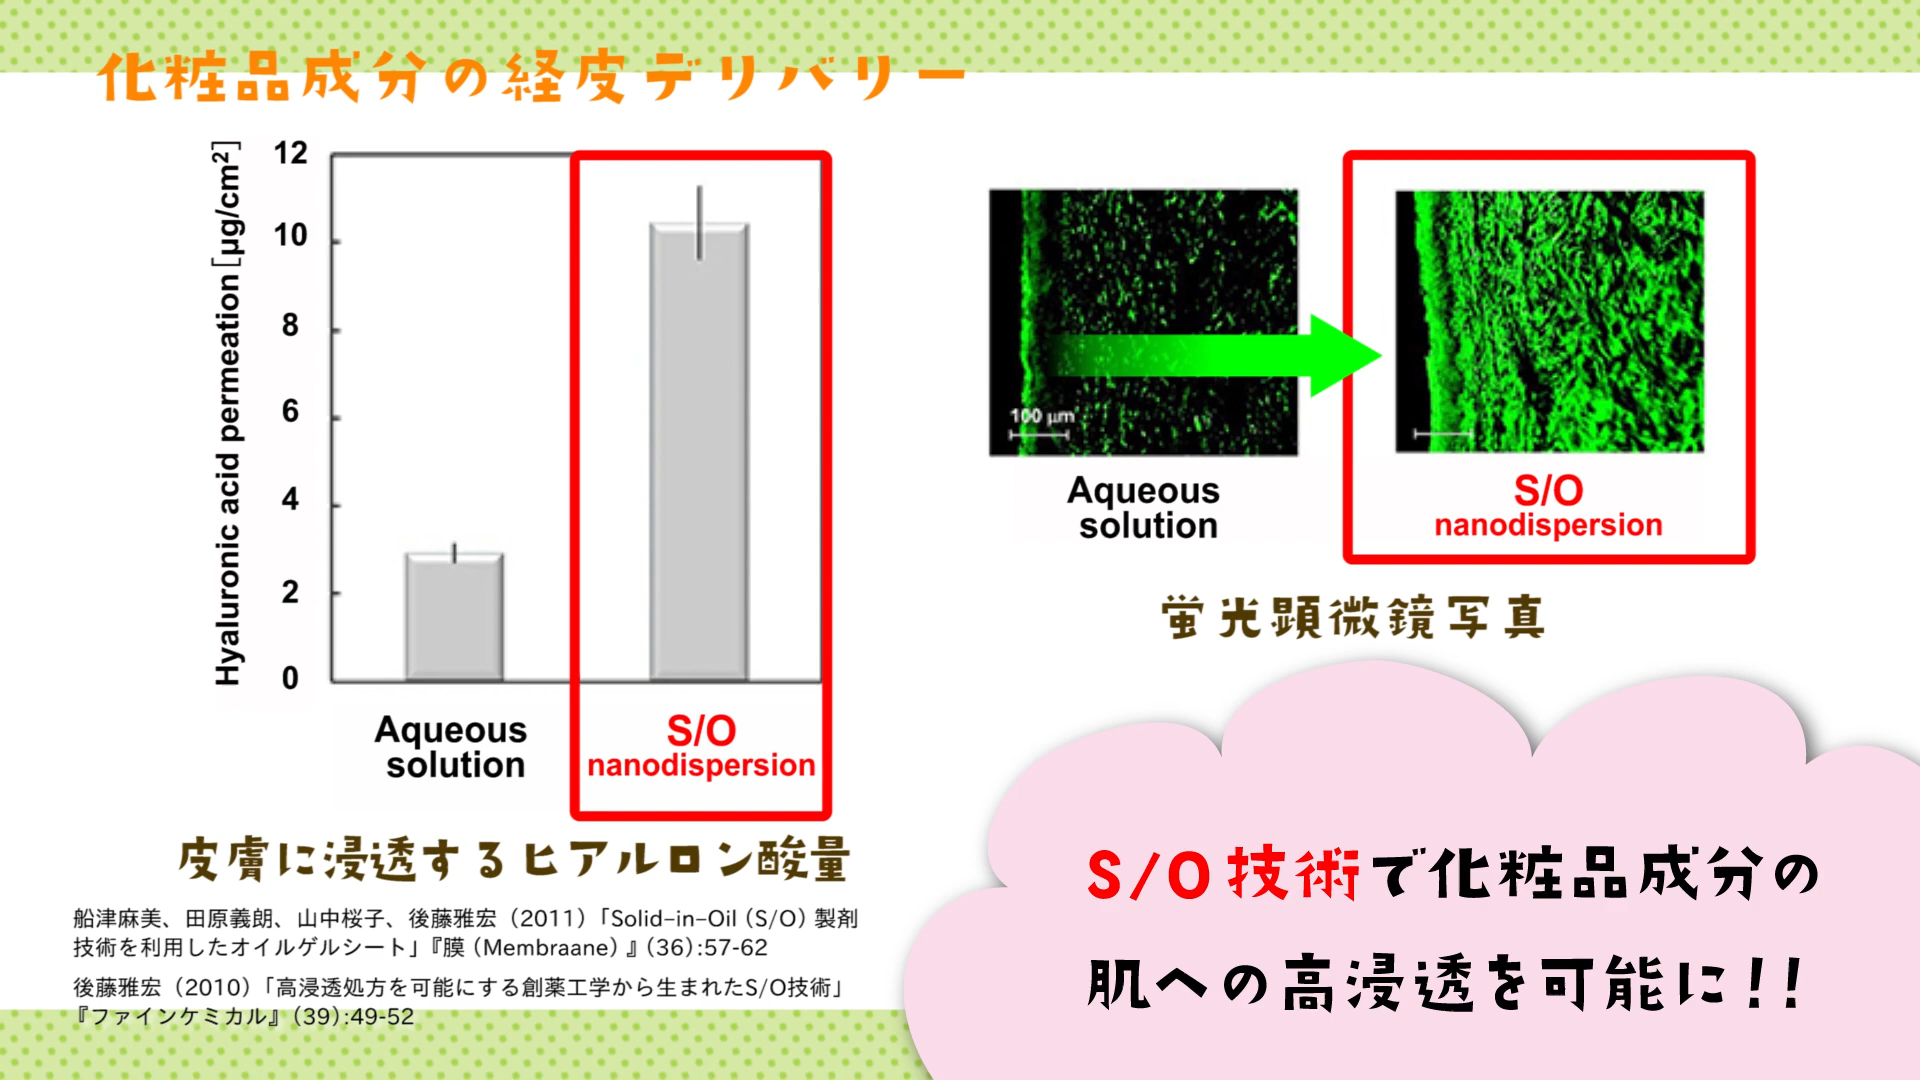 化粧品成分の経皮デリバリー
Hyaluronic acid permeation [μg/cm²]
12
10
8
6
4
2
0
Aqueous
solution
S/O
nanodispersion
皮膚に浸透するヒアルロン酸量
100 μm
Aqueous
solution
S/O
nanodispersion
蛍光顕微鏡写真
船津麻美、田原義朗、山中桜子、後藤雅宏（2011）「Solid–in–Oil（S/O）製剤
技術を利用したオイルゲルシート」『膜（Membraane）』（36）:57-62
後藤雅宏（2010）「高浸透処方を可能にする創薬工学から生まれたS/O技術」
『ファインケミカル』（39）:49-52
S/O技術で化粧品成分の
肌への高浸透を可能に!!